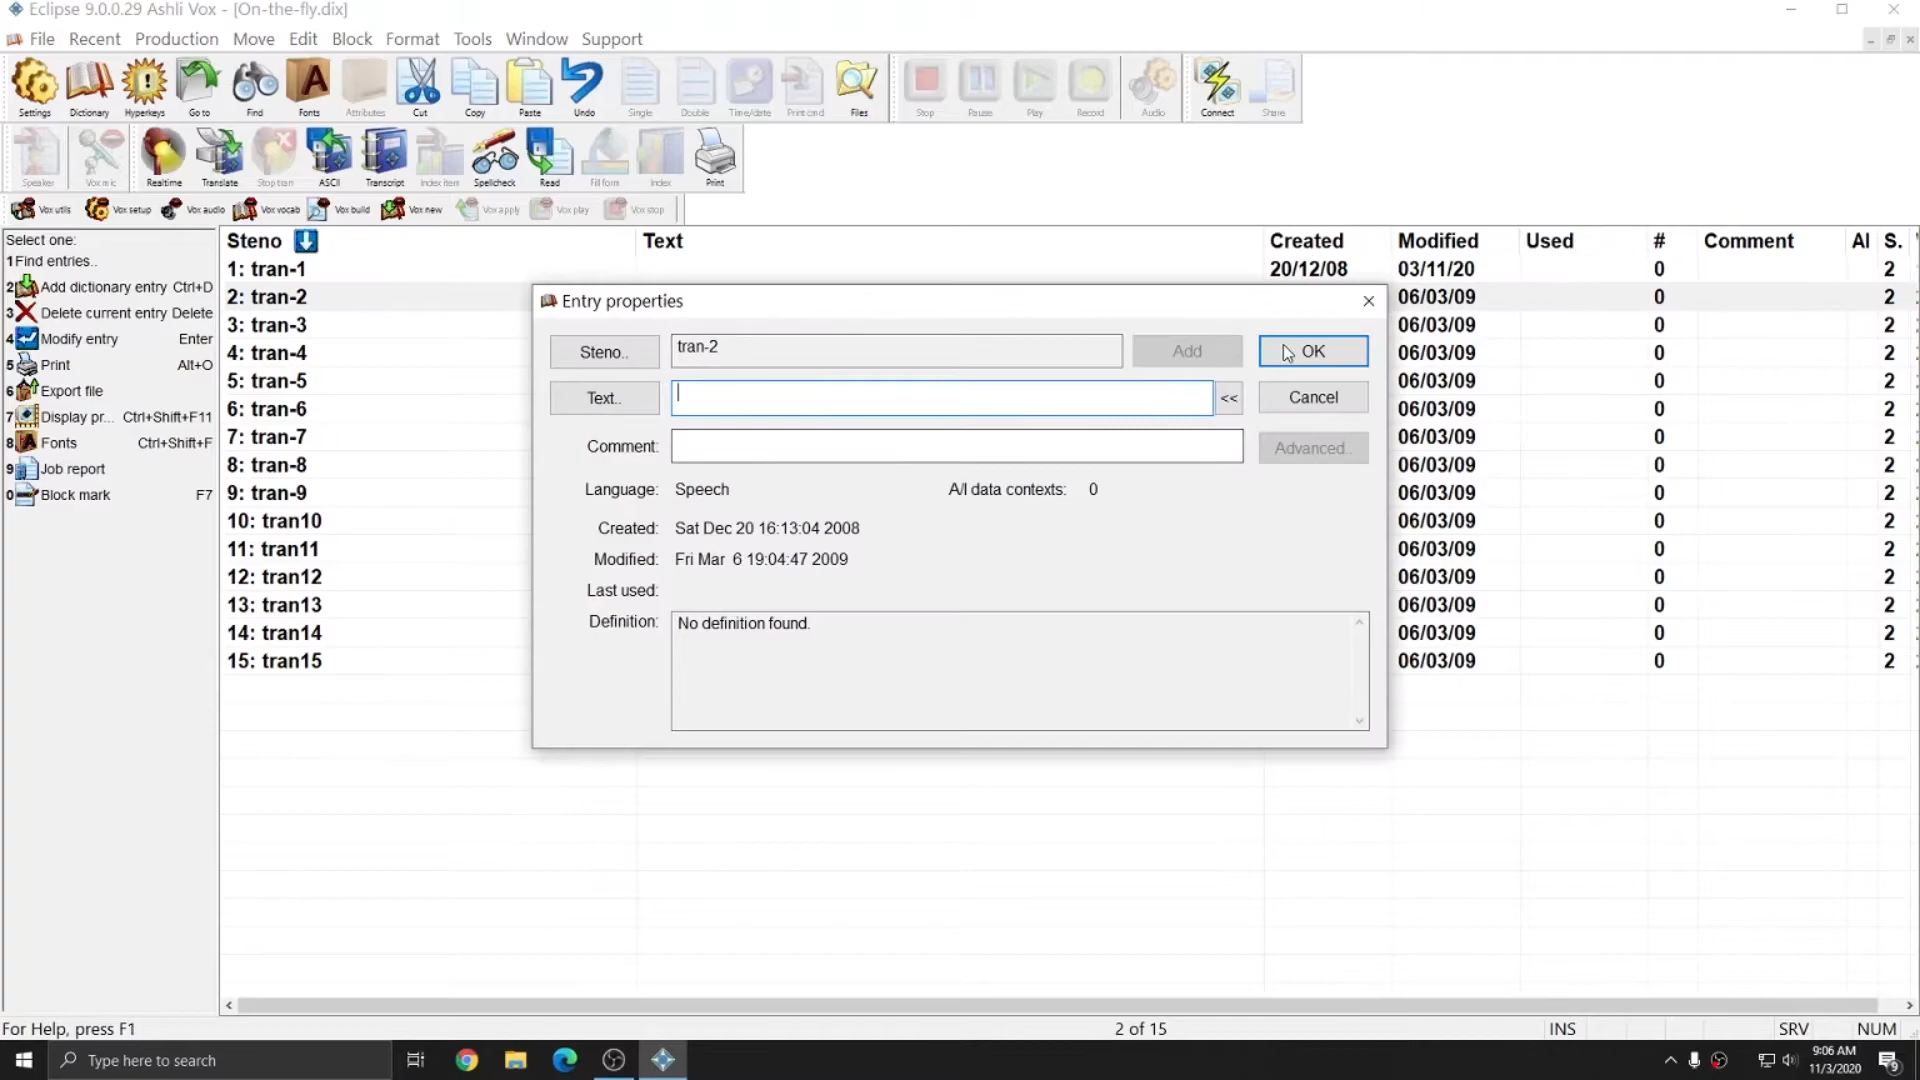 Eclipse 9.0.0.29 Ashli Vox - [On-the-fly.dix]
File Recent Production Move Edit Block Format Tools Window Support
Settings Dictionary Hyperkeys Go to Find Fonts Attributes Cut Copy Paste Undo Single Double Time/date Print cmd Files Stop Pause Play Record Audio Connect Share
Speaker Vox mic Realtime Translate Stop tran ASCII Transcript Index item Spellcheck Read Fill form Index Print
Vox utils Vox setup Vox audio Vox vocab Vox build Vox new Vox apply Vox play Vox stop
Select one:
1 Find entries..
2 Add dictionary entry Ctrl+D
3 Delete current entry Delete
4 Modify entry Enter
5 Print Alt+O
6 Export file
7 Display pr... Ctrl+Shift+F11
8 Fonts Ctrl+Shift+F
9 Job report
0 Block mark F7
Steno Text Created Modified Used # Comment AI S.
1: tran-1 20/12/08 03/11/20 0 2
2: tran-2 06/03/09 0 2
3: tran-3 06/03/09 0 2
4: tran-4 06/03/09 0 2
5: tran-5 06/03/09 0 2
6: tran-6 06/03/09 0 2
7: tran-7 06/03/09 0 2
8: tran-8 06/03/09 0 2
9: tran-9 06/03/09 0 2
10: tran10 06/03/09 0 2
11: tran11 06/03/09 0 2
12: tran12 06/03/09 0 2
13: tran13 06/03/09 0 2
14: tran14 06/03/09 0 2
15: tran15 06/03/09 0 2
Entry properties
Steno.. tran-2 Add OK
Text.. << Cancel
Comment: Advanced..
Language: Speech A/I data contexts: 0
Created: Sat Dec 20 16:13:04 2008
Modified: Fri Mar 6 19:04:47 2009
Last used:
Definition: No definition found.
For Help, press F1 2 of 15 INS SRV NUM
Type here to search
9:06 AM
11/3/2020
9